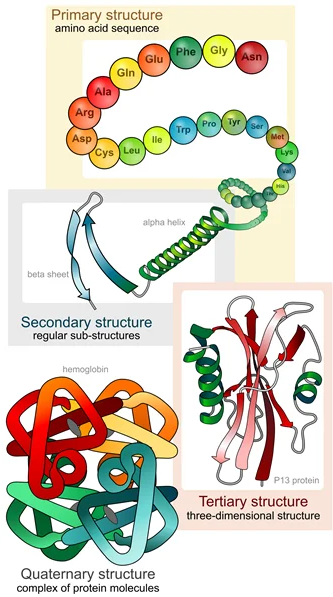 Primary structure
amino acid sequence
Asn
Gly
Phe
Glu
Gln
Ala
Arg
Asp
Cys
Leu
Ile
Trp
Pro
Tyr
Ser
Met
Lys
Val
His
alpha helix
beta sheet
Secondary structure
regular sub-structures
P13 protein
Tertiary structure
three-dimensional structure
hemoglobin
Quaternary structure
complex of protein molecules